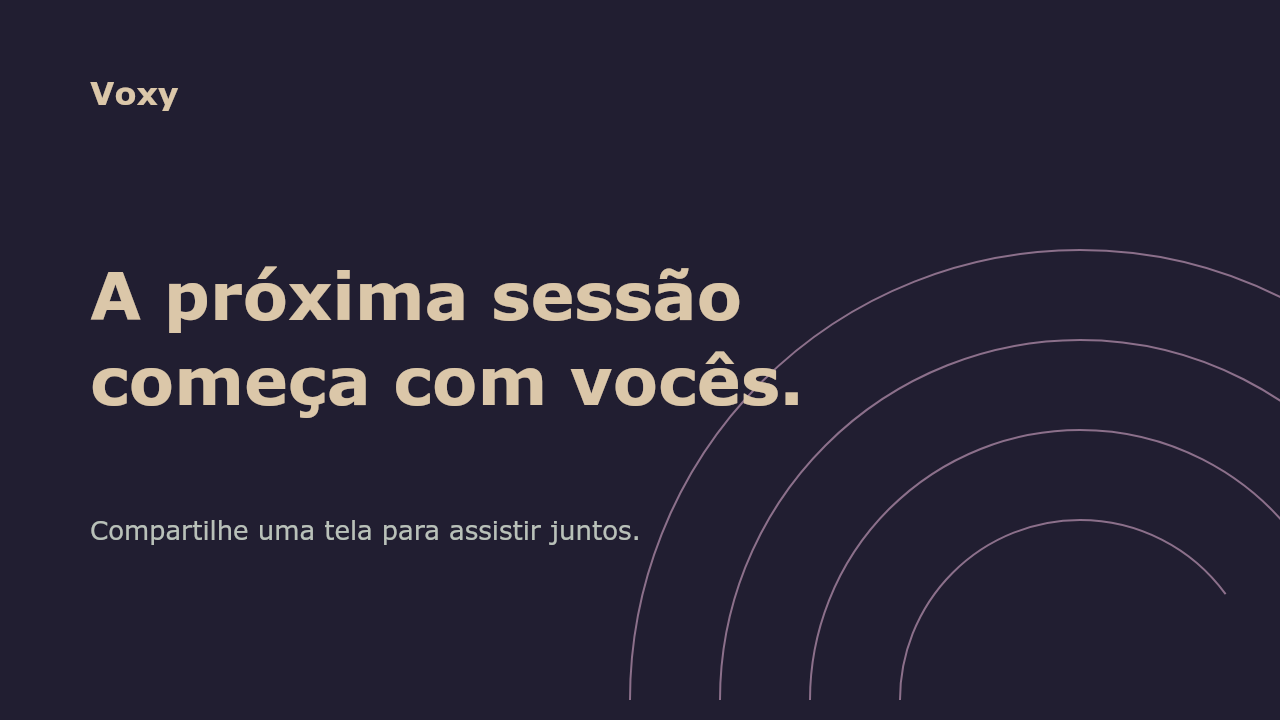 Voxy
A próxima sessão
começa com vocês.
Compartilhe uma tela para assistir juntos.